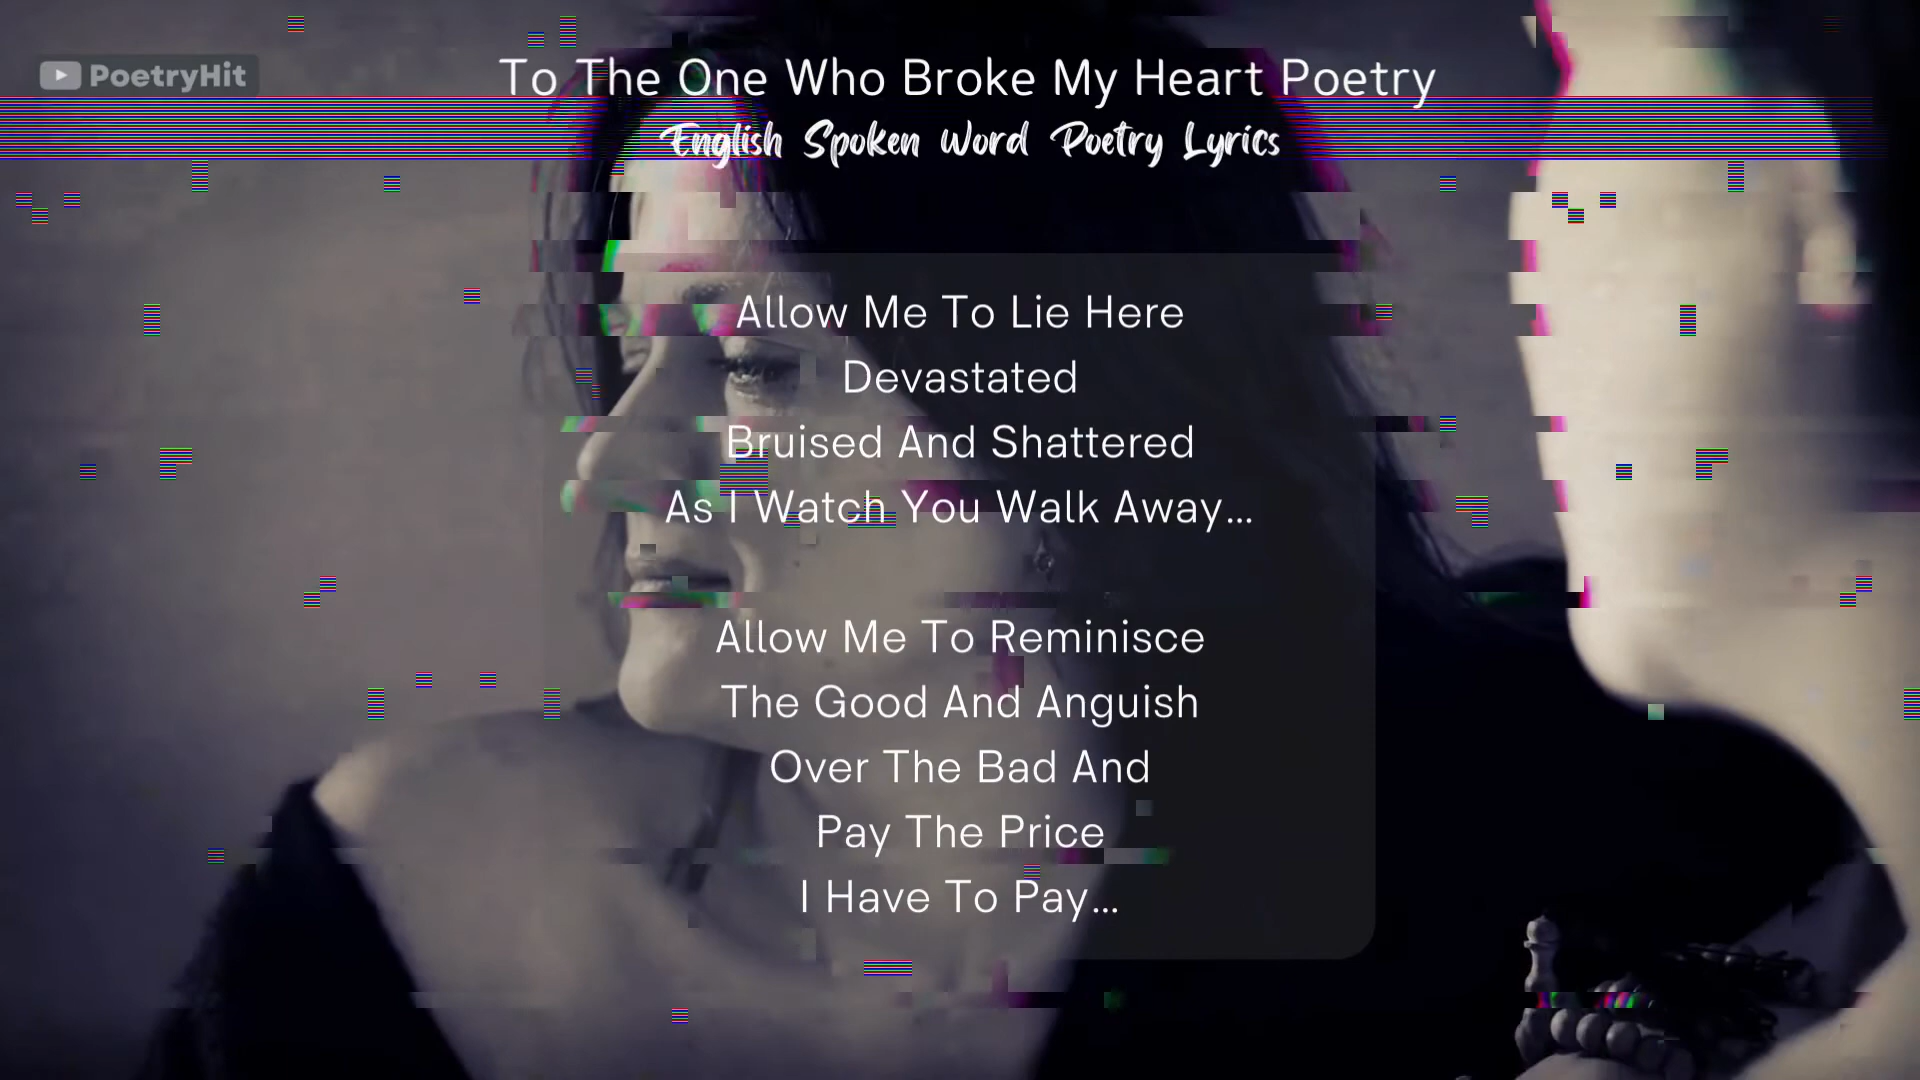 PoetryHit
To The One Who Broke My Heart Poetry
English Spoken Word Poetry Lyrics
Allow Me To Lie Here
Devastated
Bruised And Shattered
As I Watch You Walk Away...
Allow Me To Reminisce
The Good And Anguish
Over The Bad And
Pay The Price
I Have To Pay...